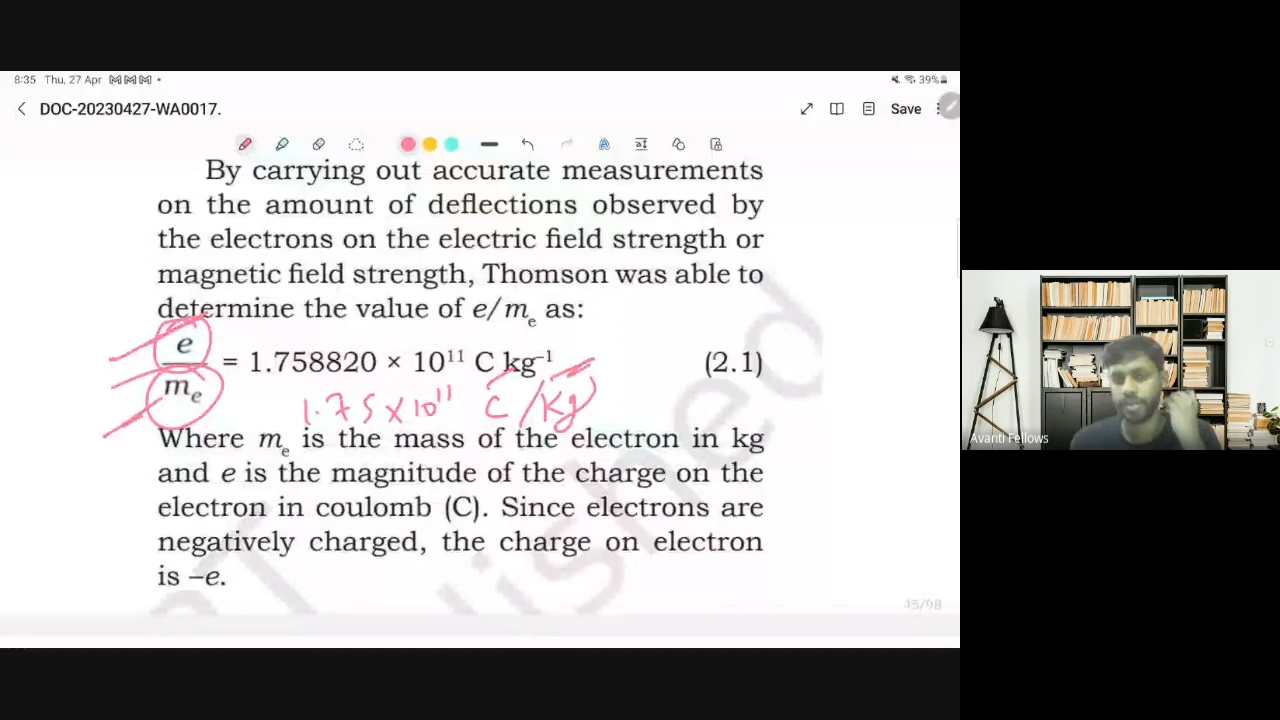 8:35 Thu, 27 Apr
39%
DOC-20230427-WA0017.
Save
By carrying out accurate measurements
on the amount of deflections observed by
the electrons on the electric field strength or
magnetic field strength, Thomson was able to
determine the value of e/mₑ as:
e/mₑ = 1.758820 × 10¹¹ C kg⁻¹ (2.1)
1.75 × 10¹¹ C/Kg
Where mₑ is the mass of the electron in kg
and e is the magnitude of the charge on the
electron in coulomb (C). Since electrons are
negatively charged, the charge on electron
is –e.
45/98
Avanti Fellows